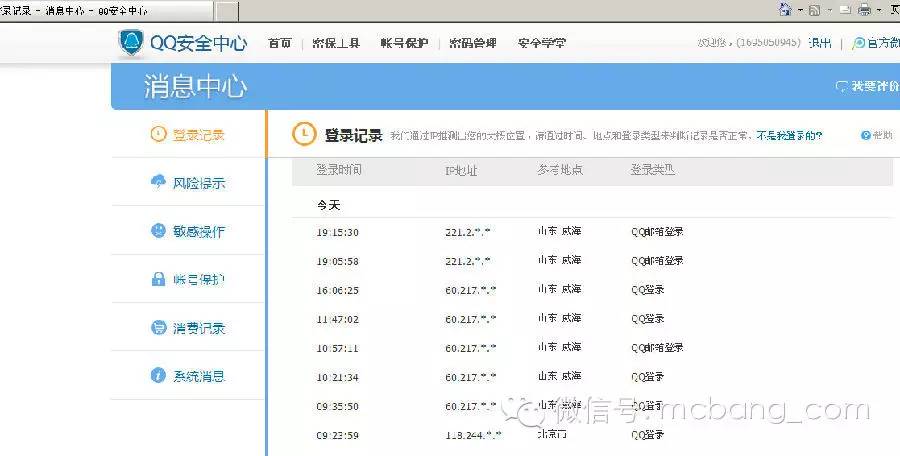 登录记录 - 消息中心 - QQ安全中心
QQ安全中心 首页 密保工具 帐号保护 密码管理 安全学堂 欢迎您,(1695050945) 退出 | 官方微
消息中心 我要评价
登录记录
风险提示
敏感操作
帐号保护
消费记录
系统消息
登录记录 我们通过IP推测出您的大概位置,请通过时间、地点和登录类型来判断记录是否正常。不是我登录的? 帮助
登录时间 IP地址 参考地点 登录类型
今天
19:15:30 221.2.*.* 山东 威海 QQ邮箱登录
19:05:58 221.2.*.* 山东 威海 QQ邮箱登录
16:06:25 60.217.*.* 山东 威海 QQ登录
11:47:02 60.217.*.* 山东 威海 QQ登录
10:57:11 60.217.*.* 山东 威海 QQ邮箱登录
10:21:34 60.217.*.* 山东 威海 QQ登录
09:35:50 60.217.*.* 山东 威海 QQ登录
09:23:59 118.244.*.* 北京市 QQ登录
微信号: mcbang_com